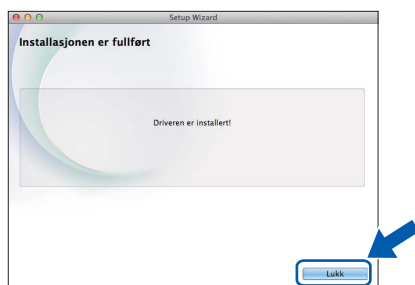 Setup Wizard
Installasjonen er fullført
Driveren er installert!
Lukk